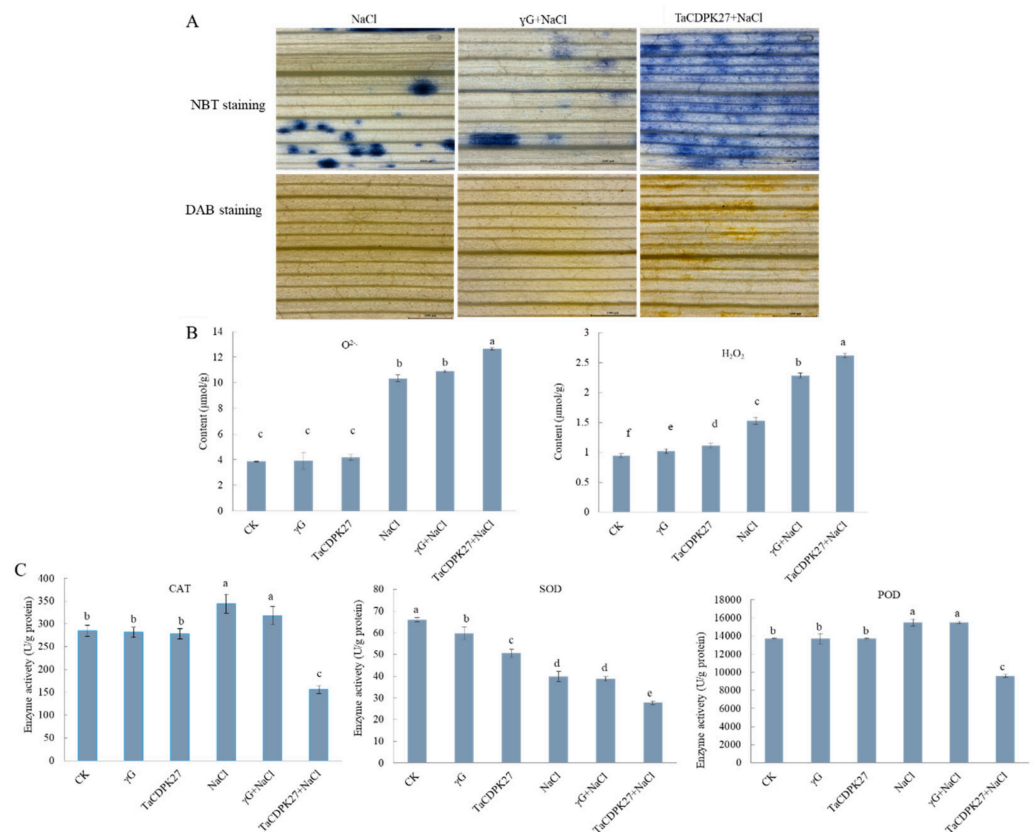 A
NaCl
γG+NaCl
TaCDPK27+NaCl
NBT staining
DAB staining
B
O²⁻·
Content (μmol/g)
14
12
10
8
6
4
2
0
c
c
c
b
b
a
CK
γG
TaCDPK27
NaCl
γG+NaCl
TaCDPK27+NaCl
H₂O₂
Content (μmol/g)
3
2.5
2
1.5
1
0.5
0
f
e
d
c
b
a
CK
γG
TaCDPK27
NaCl
γG+NaCl
TaCDPK27+NaCl
C
CAT
Enzyme activety (U/g protein)
400
350
300
250
200
150
100
50
0
b
b
b
a
a
c
CK
γG
TaCDPK27
NaCl
γG+NaCl
TaCDPK27+NaCl
SOD
Enzyme activety (U/g protein)
80
70
60
50
40
30
20
10
0
a
b
c
d
d
e
CK
γG
TaCDPK27
NaCl
γG+NaCl
TaCDPK27+NaCl
POD
Enzyme activety (U/g protein)
18000
16000
14000
12000
10000
8000
6000
4000
2000
0
b
b
b
a
a
c
CK
γG
TaCDPK27
NaCl
γG+NaCl
TaCDPK27+NaCl